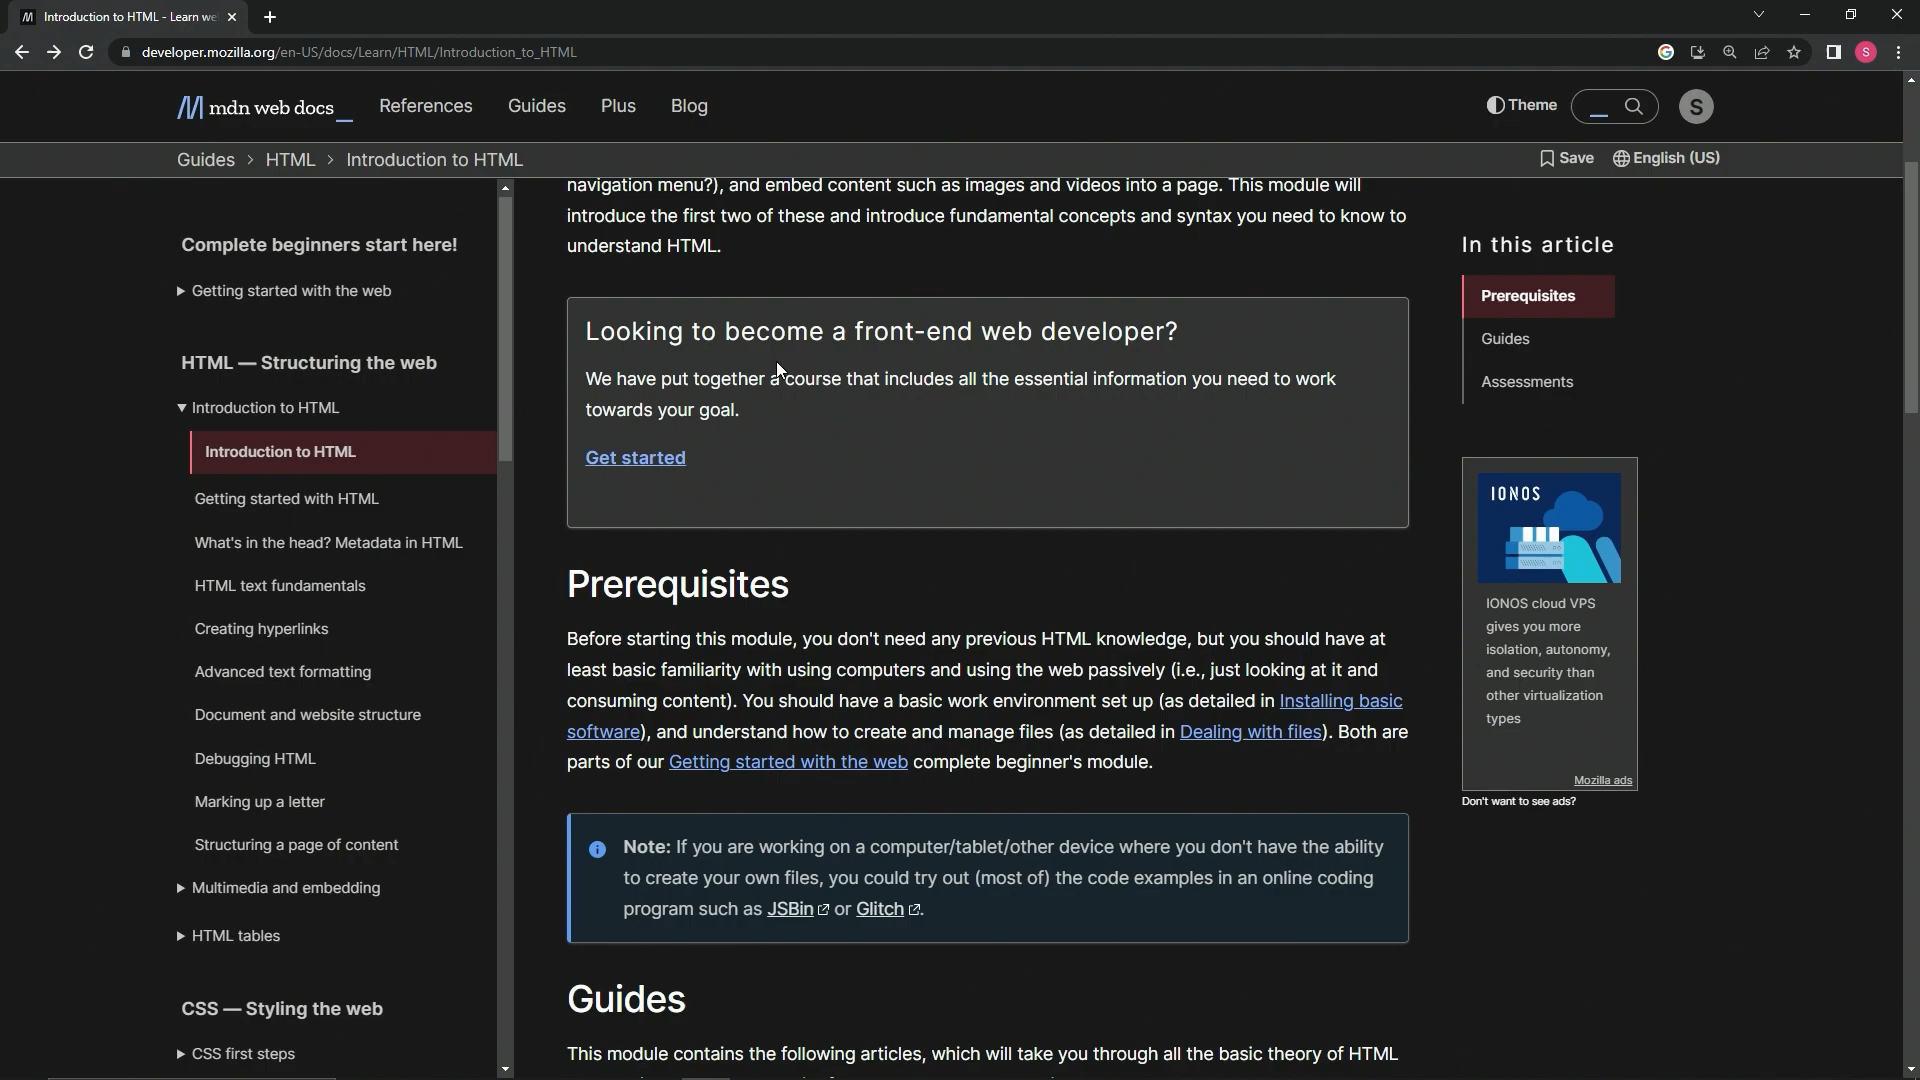 Introduction to HTML - Learn we
developer.mozilla.org/en-US/docs/Learn/HTML/Introduction_to_HTML
S
mdn web docs
References
Guides
Plus
Blog
Theme
S
Guides > HTML > Introduction to HTML
Save
English (US)
Complete beginners start here!
Getting started with the web
HTML — Structuring the web
Introduction to HTML
Introduction to HTML
Getting started with HTML
What's in the head? Metadata in HTML
HTML text fundamentals
Creating hyperlinks
Advanced text formatting
Document and website structure
Debugging HTML
Marking up a letter
Structuring a page of content
Multimedia and embedding
HTML tables
CSS — Styling the web
CSS first steps
navigation menu?), and embed content such as images and videos into a page. This module will
introduce the first two of these and introduce fundamental concepts and syntax you need to know to
understand HTML.
Looking to become a front-end web developer?
We have put together a course that includes all the essential information you need to work
towards your goal.
Get started
Prerequisites
Before starting this module, you don't need any previous HTML knowledge, but you should have at
least basic familiarity with using computers and using the web passively (i.e., just looking at it and
consuming content). You should have a basic work environment set up (as detailed in Installing basic
software), and understand how to create and manage files (as detailed in Dealing with files). Both are
parts of our Getting started with the web complete beginner's module.
Note: If you are working on a computer/tablet/other device where you don't have the ability
to create your own files, you could try out (most of) the code examples in an online coding
program such as JSBin or Glitch.
Guides
This module contains the following articles, which will take you through all the basic theory of HTML
In this article
Prerequisites
Guides
Assessments
IONOS
IONOS cloud VPS
gives you more
isolation, autonomy,
and security than
other virtualization
types
Mozilla ads
Don't want to see ads?